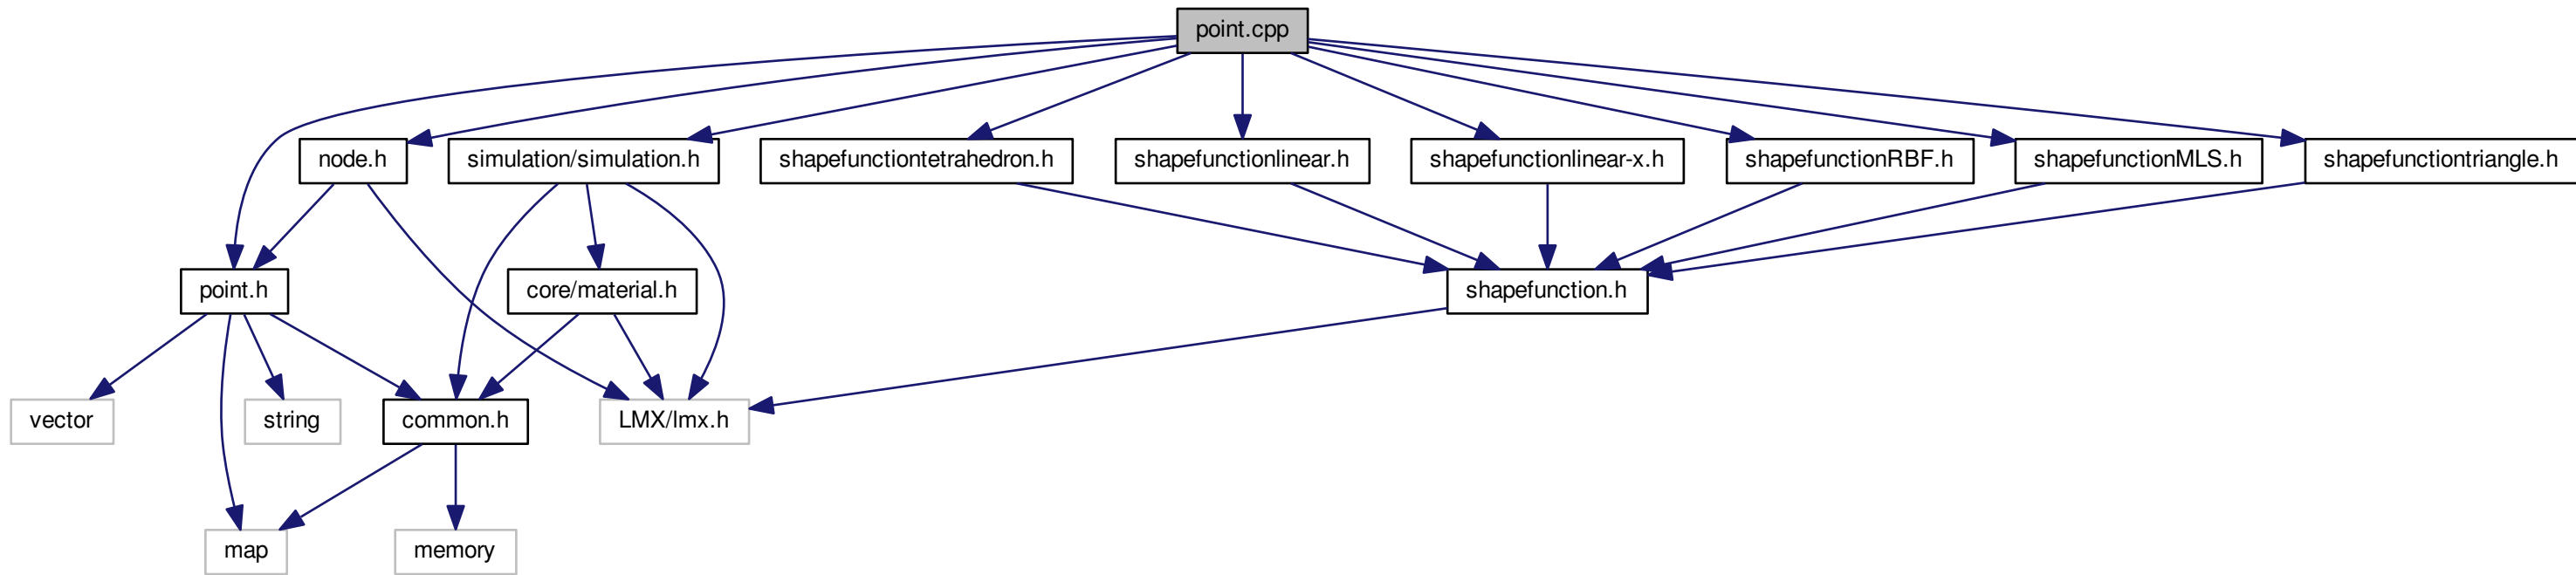 point.cpp
node.h
simulation/simulation.h
shapefunctiontetrahedron.h
shapefunctionlinear.h
shapefunctionlinear-x.h
shapefunctionRBF.h
shapefunctionMLS.h
shapefunctiontriangle.h
point.h
core/material.h
shapefunction.h
vector
string
common.h
LMX/lmx.h
map
memory